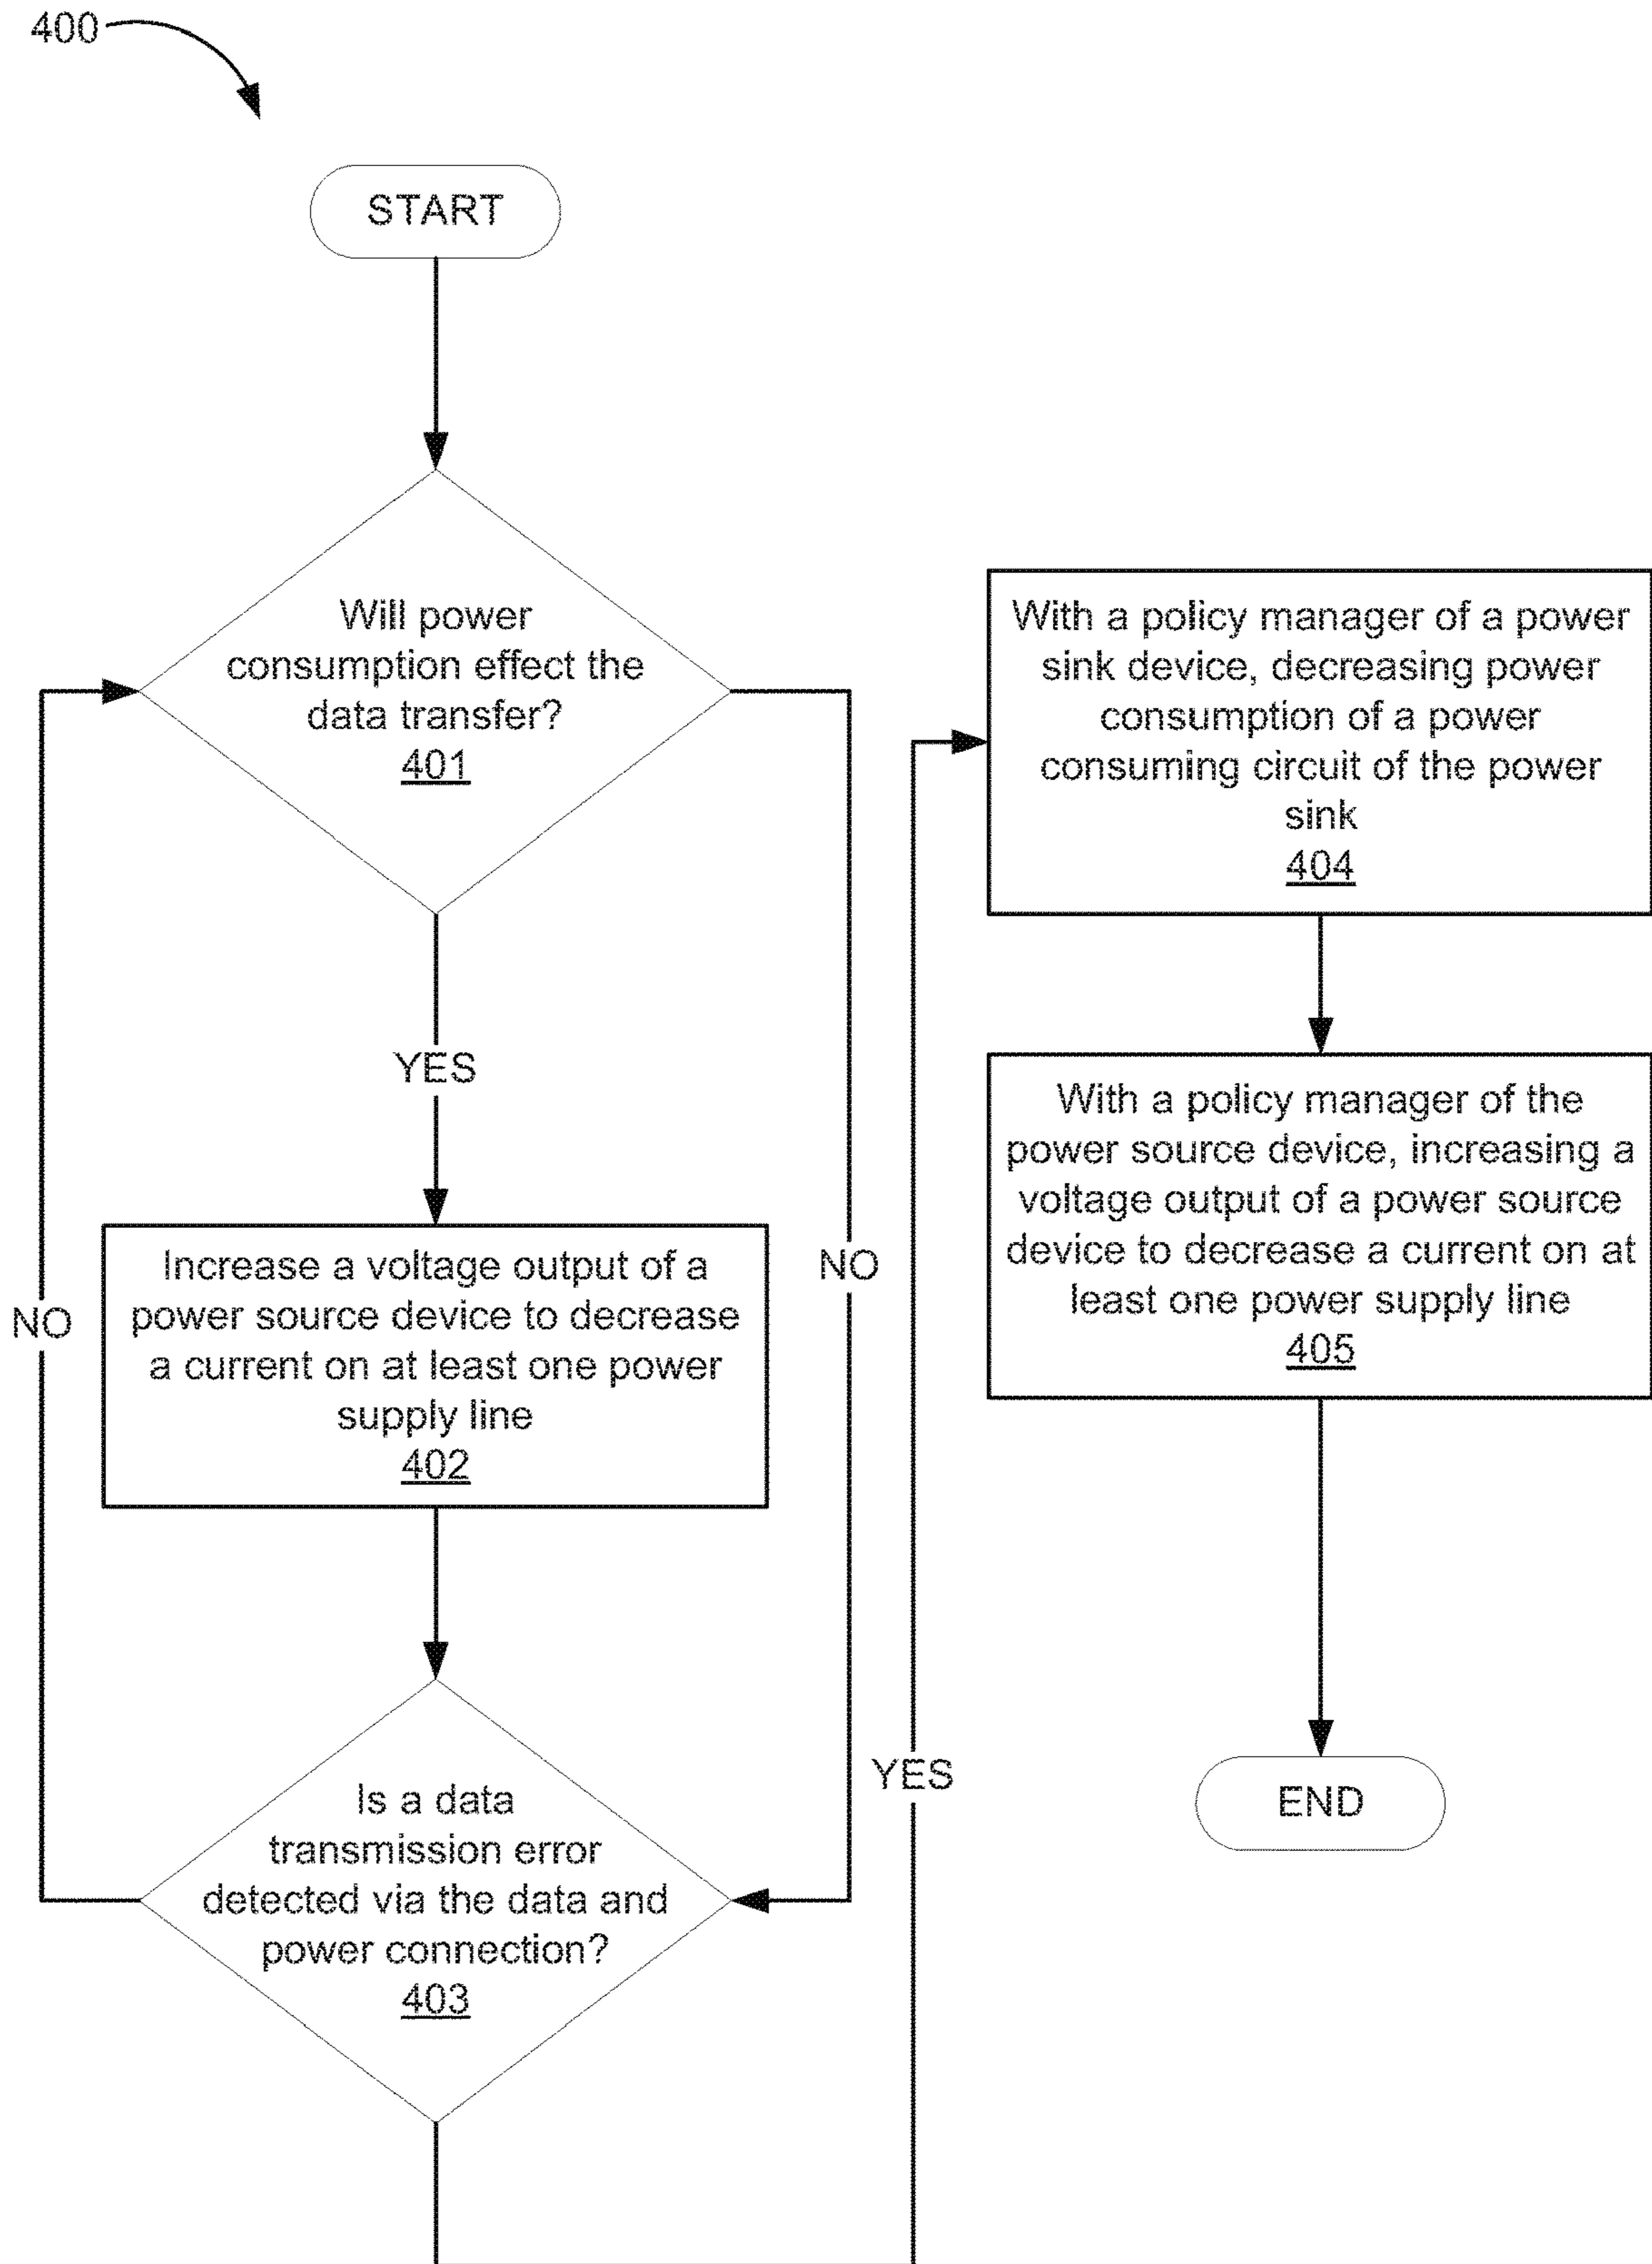 400
START
Will power
consumption effect the
data transfer?
401
YES
NO
Increase a voltage output of a
power source device to decrease
a current on at least one power
supply line
402
NO
Is a data
transmission error
detected via the data and
power connection?
403
YES
With a policy manager of a power
sink device, decreasing power
consumption of a power
consuming circuit of the power
sink
404
With a policy manager of the
power source device, increasing a
voltage output of a power source
device to decrease a current on at
least one power supply line
405
END